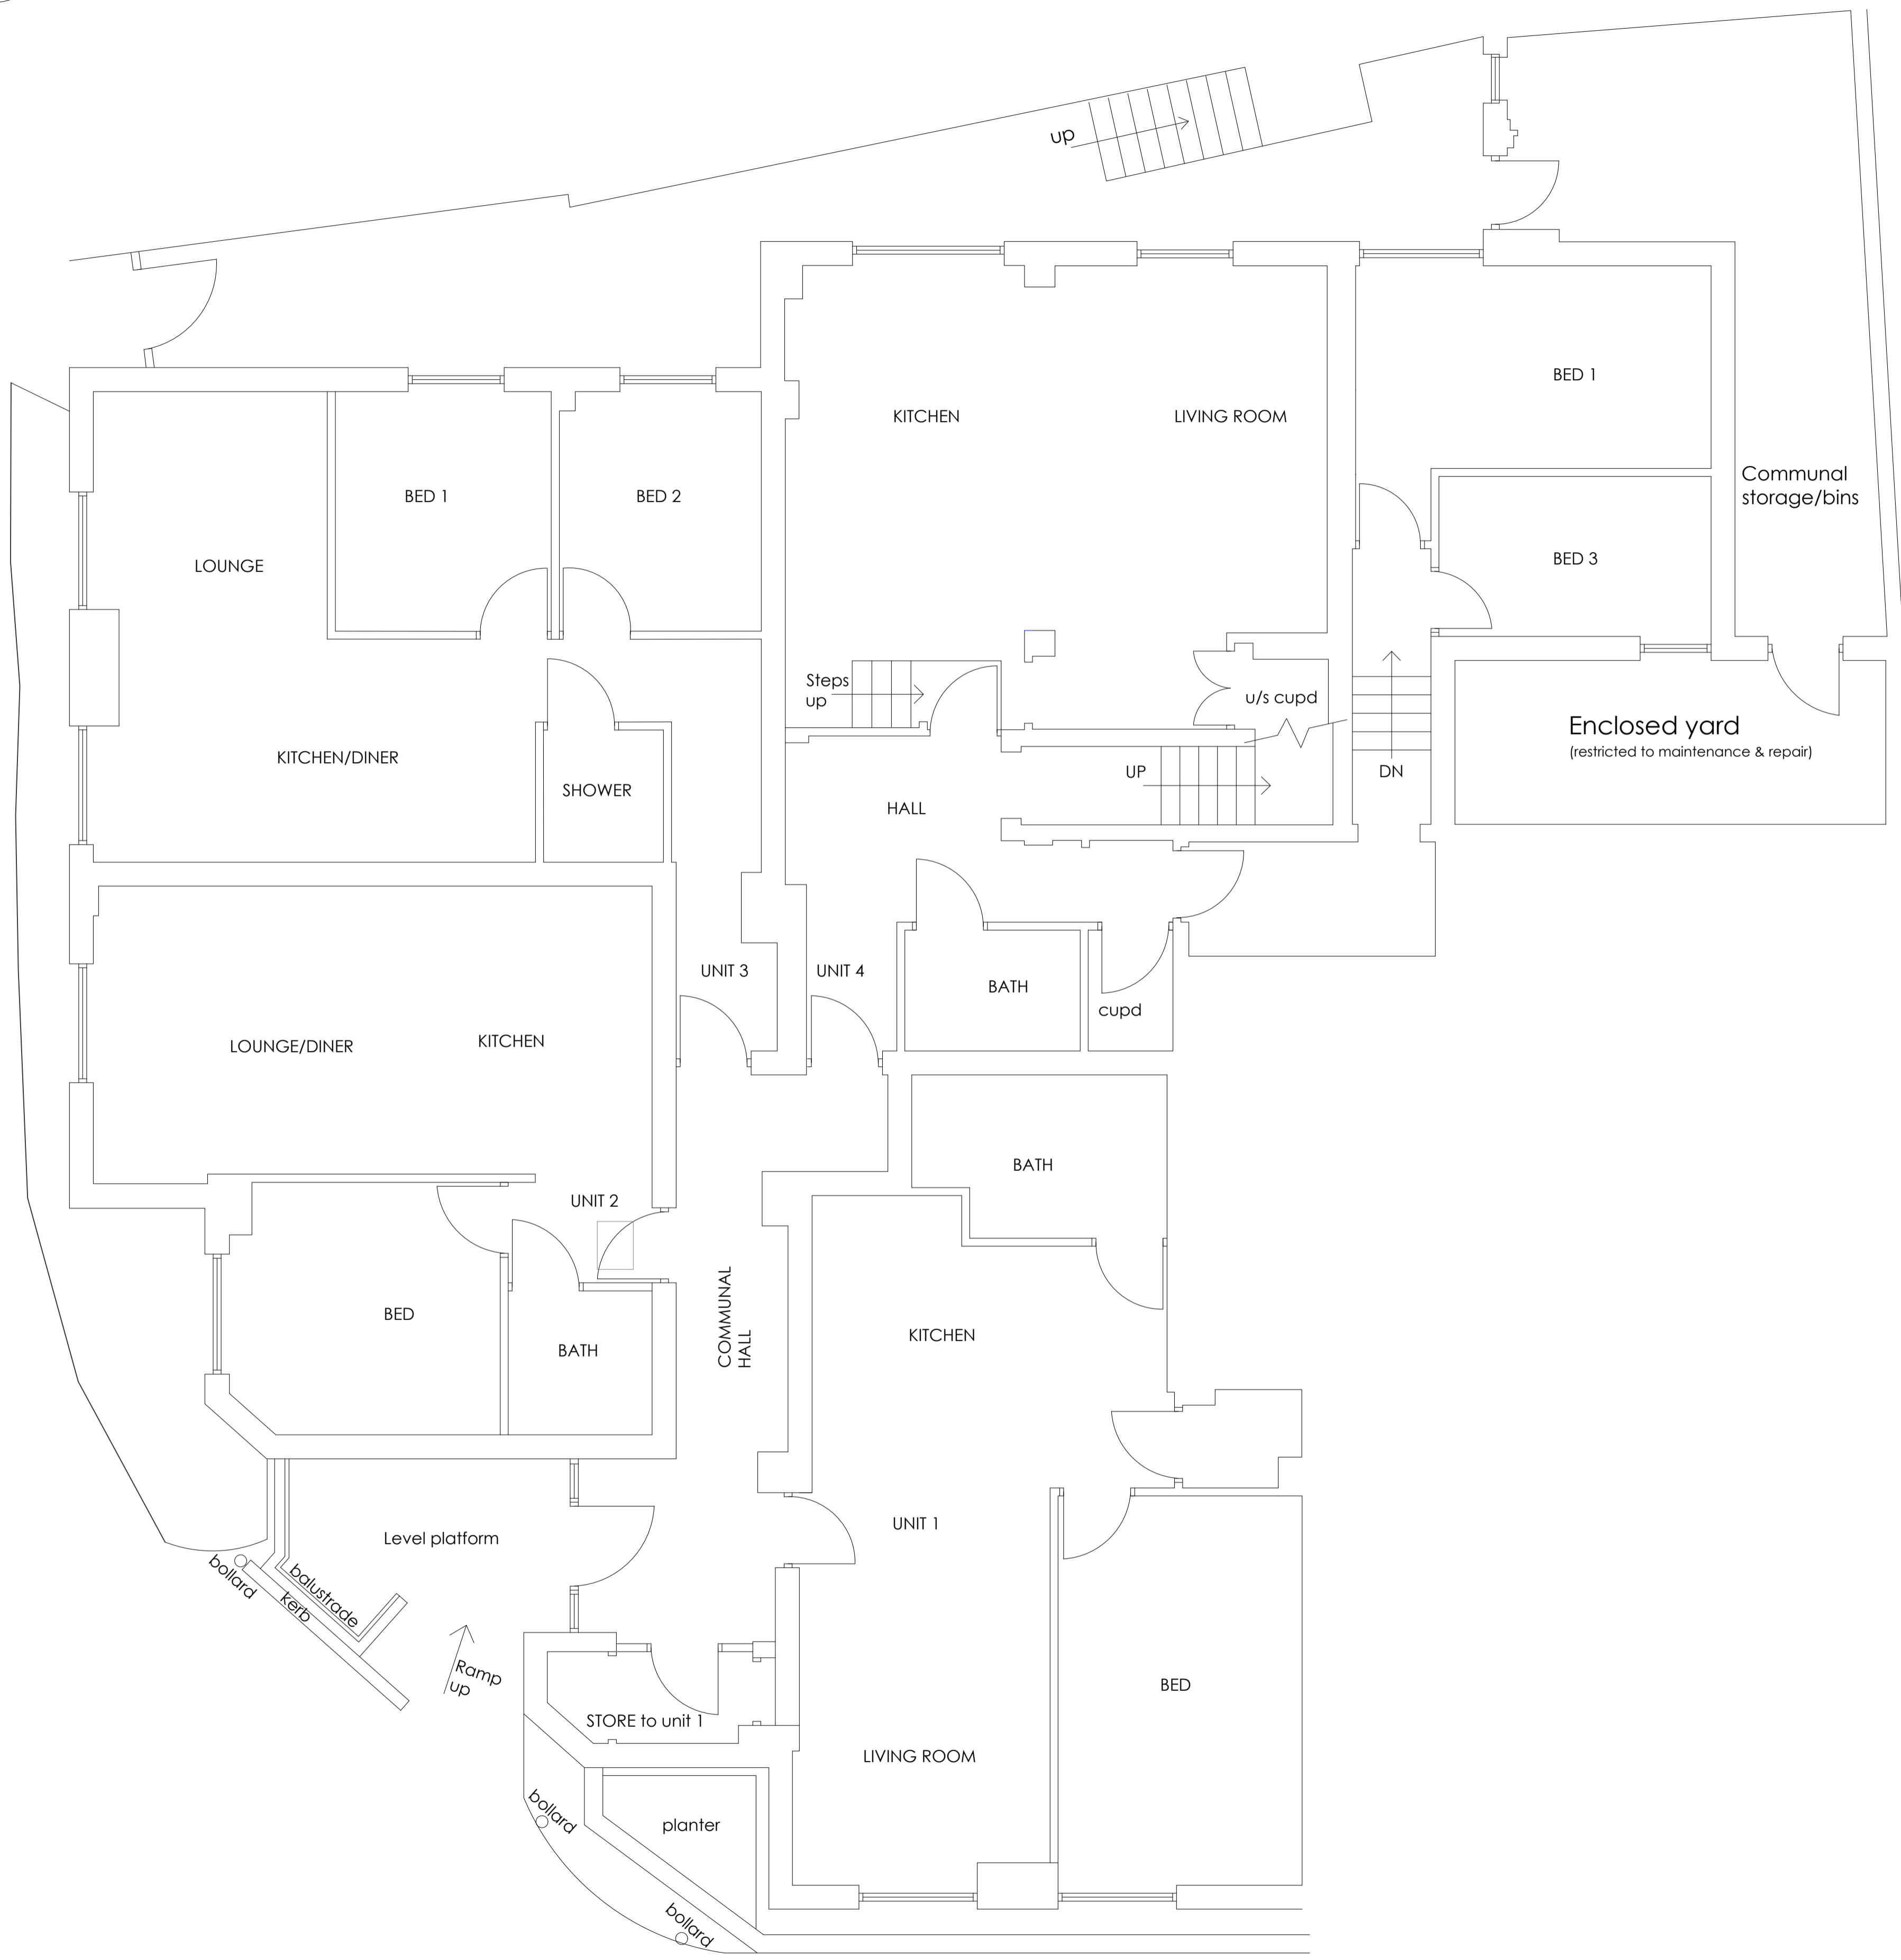 up
BED 1
KITCHEN
LIVING ROOM
Communal
storage/bins
BED 1
BED 2
LOUNGE
BED 3
Steps
up
u/s cupd
Enclosed yard
(restricted to maintenance & repair)
KITCHEN/DINER
UP
DN
SHOWER
HALL
UNIT 3
UNIT 4
BATH
cupd
LOUNGE/DINER
KITCHEN
BATH
UNIT 2
BED
BATH
COMMUNAL
HALL
KITCHEN
Level platform
UNIT 1
bollard
balustrade
kerb
Ramp
up
BED
STORE to unit 1
LIVING ROOM
bollard
planter
bollard